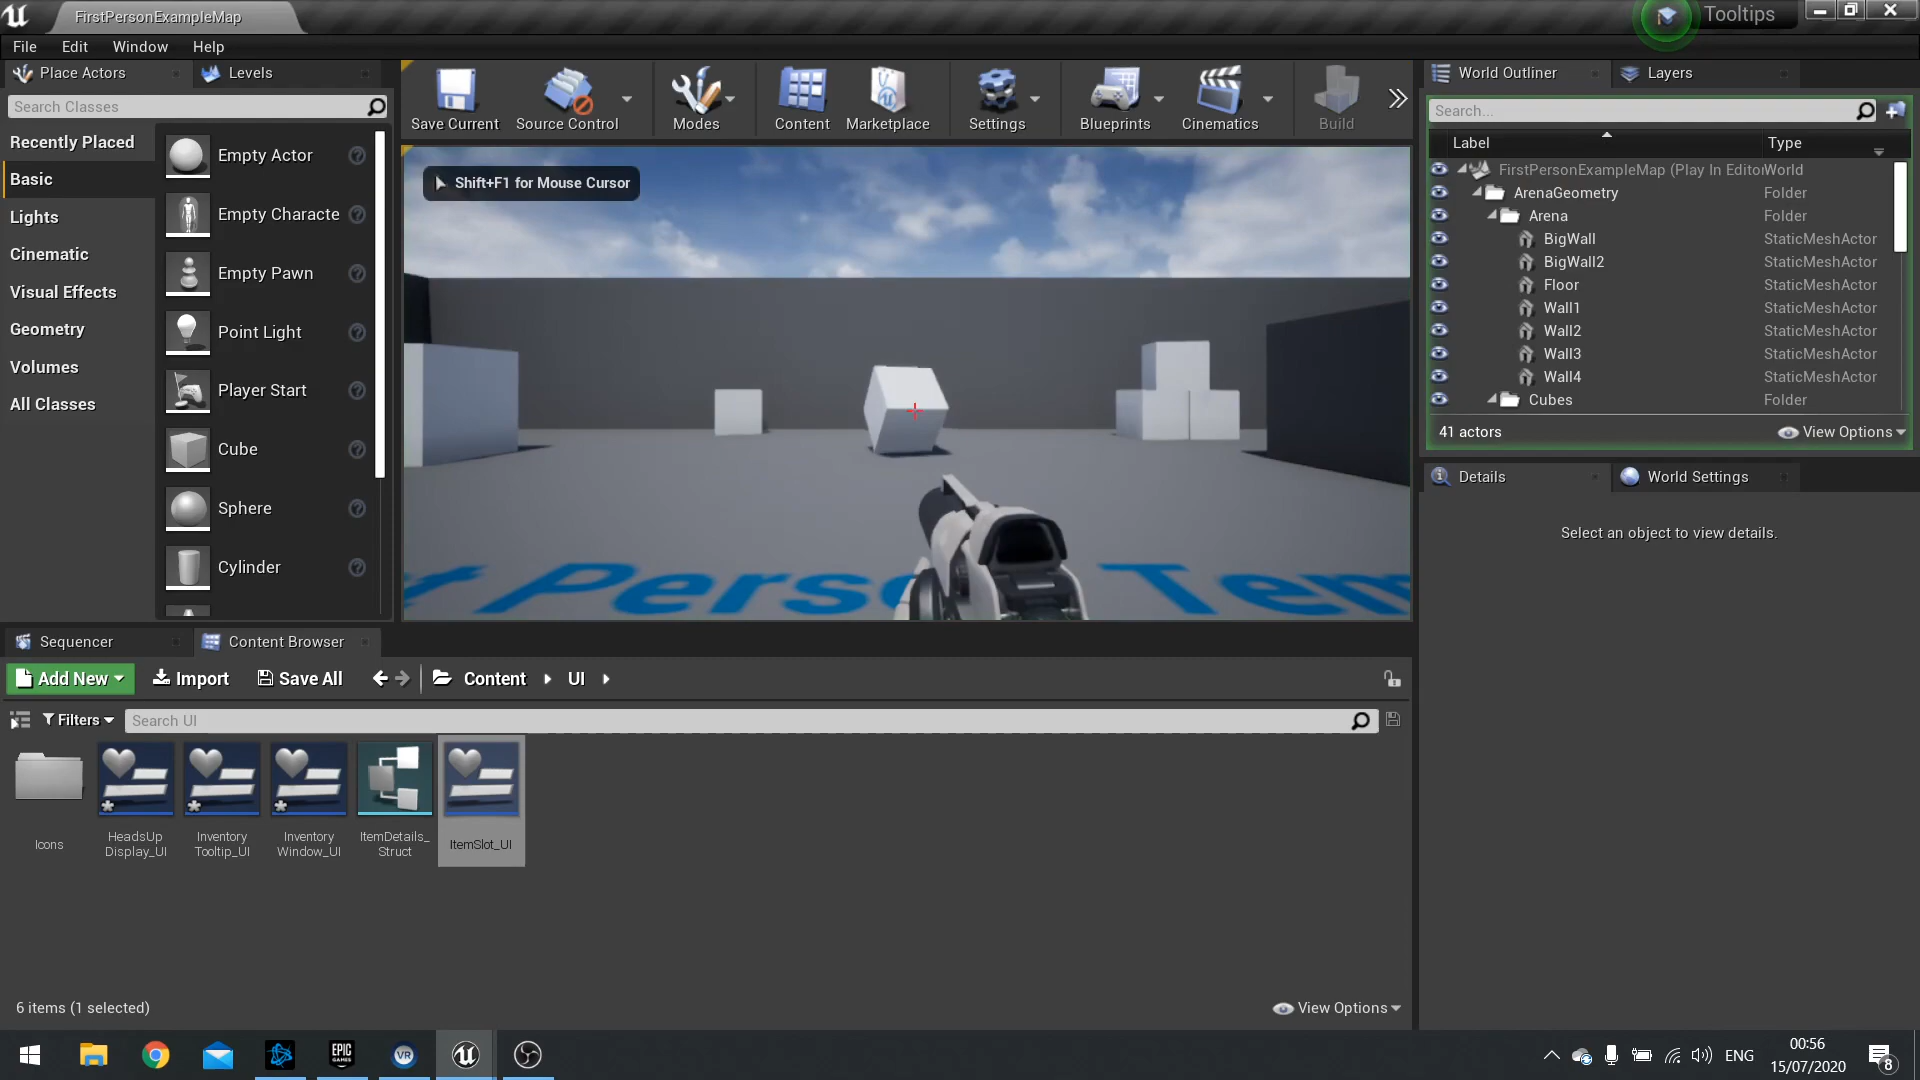 FirstPersonExampleMap
Tooltips
File Edit Window Help
Place Actors
Levels
Search Classes
Recently Placed
Basic
Lights
Cinematic
Visual Effects
Geometry
Volumes
All Classes
Empty Actor
Empty Characte
Empty Pawn
Point Light
Player Start
Cube
Sphere
Cylinder
Save Current
Source Control
Modes
Content
Marketplace
Settings
Blueprints
Cinematics
Build
Shift+F1 for Mouse Cursor
t Perso Tem
World Outliner
Layers
Search...
Label Type
FirstPersonExampleMap (Play In Editor World
ArenaGeometry Folder
Arena Folder
BigWall StaticMeshActor
BigWall2 StaticMeshActor
Floor StaticMeshActor
Wall1 StaticMeshActor
Wall2 StaticMeshActor
Wall3 StaticMeshActor
Wall4 StaticMeshActor
Cubes Folder
41 actors
View Options
Details
World Settings
Select an object to view details.
Sequencer
Content Browser
Add New
Import
Save All
Content
UI
Filters
Search UI
Icons
HeadsUp
Display_UI
Inventory
Tooltip_UI
Inventory
Window_UI
ItemDetails_
Struct
ItemSlot_UI
6 items (1 selected)
View Options
EPIC
GAMES
VR
ENG
00:56
15/07/2020
8